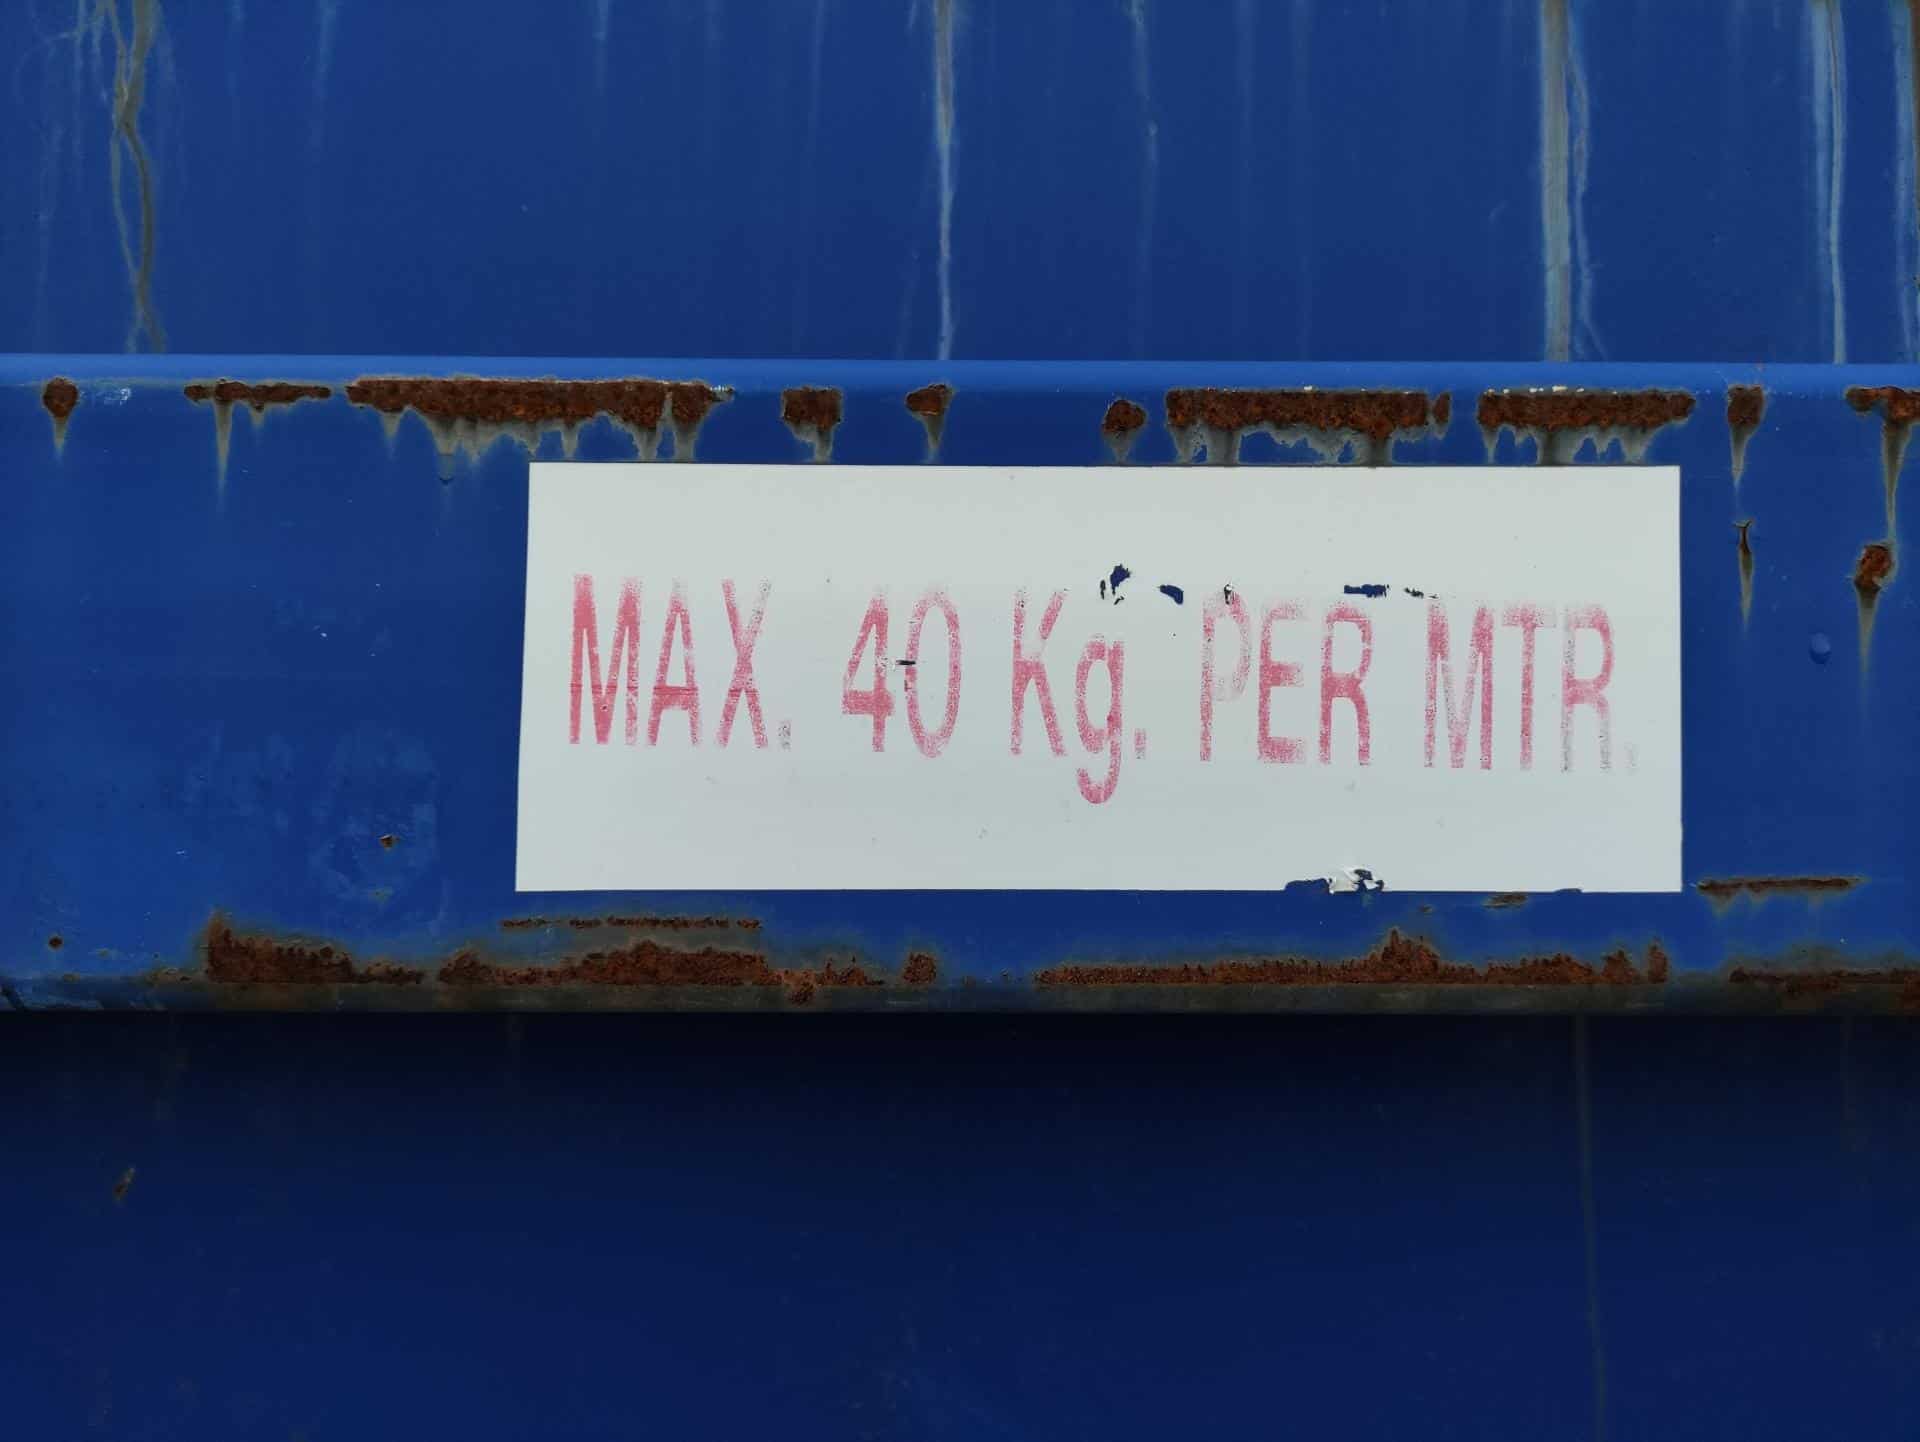 MAX. 40 Kg. PER MTR.